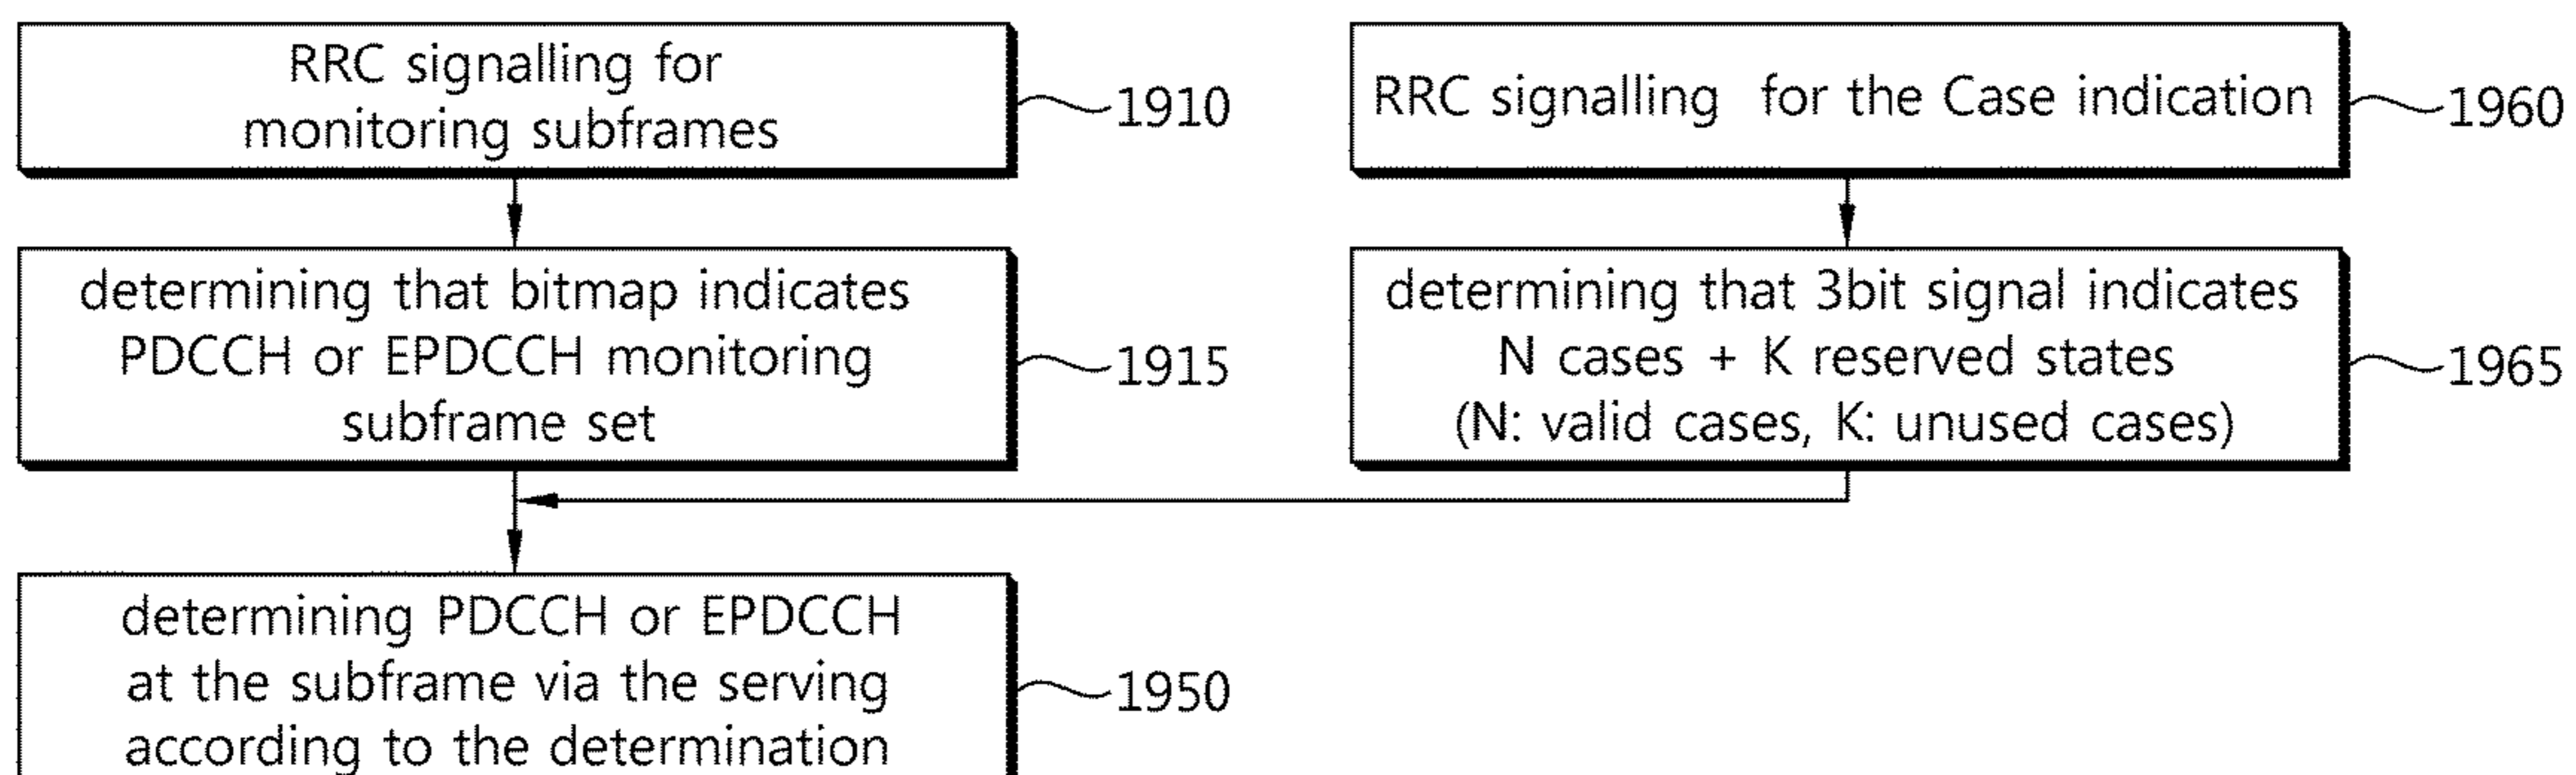 RRC signalling for
monitoring subframes
1910
RRC signalling for the Case indication
1960
determining that bitmap indicates
PDCCH or EPDCCH monitoring
subframe set
1915
determining that 3bit signal indicates
N cases + K reserved states
(N: valid cases, K: unused cases)
1965
determining PDCCH or EPDCCH
at the subframe via the serving
according to the determination
1950